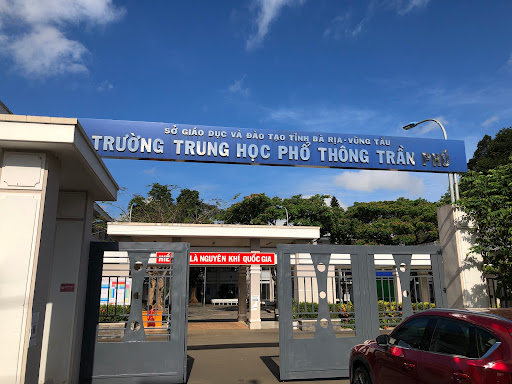 SỞ GIÁO DỤC VÀ ĐÀO TẠO TỈNH BÀ RỊA-VŨNG TÀU
TRƯỜNG TRUNG HỌC PHỔ THÔNG TRẦN PHÚ
LÀ NGUYÊN KHÍ QUỐC GIA